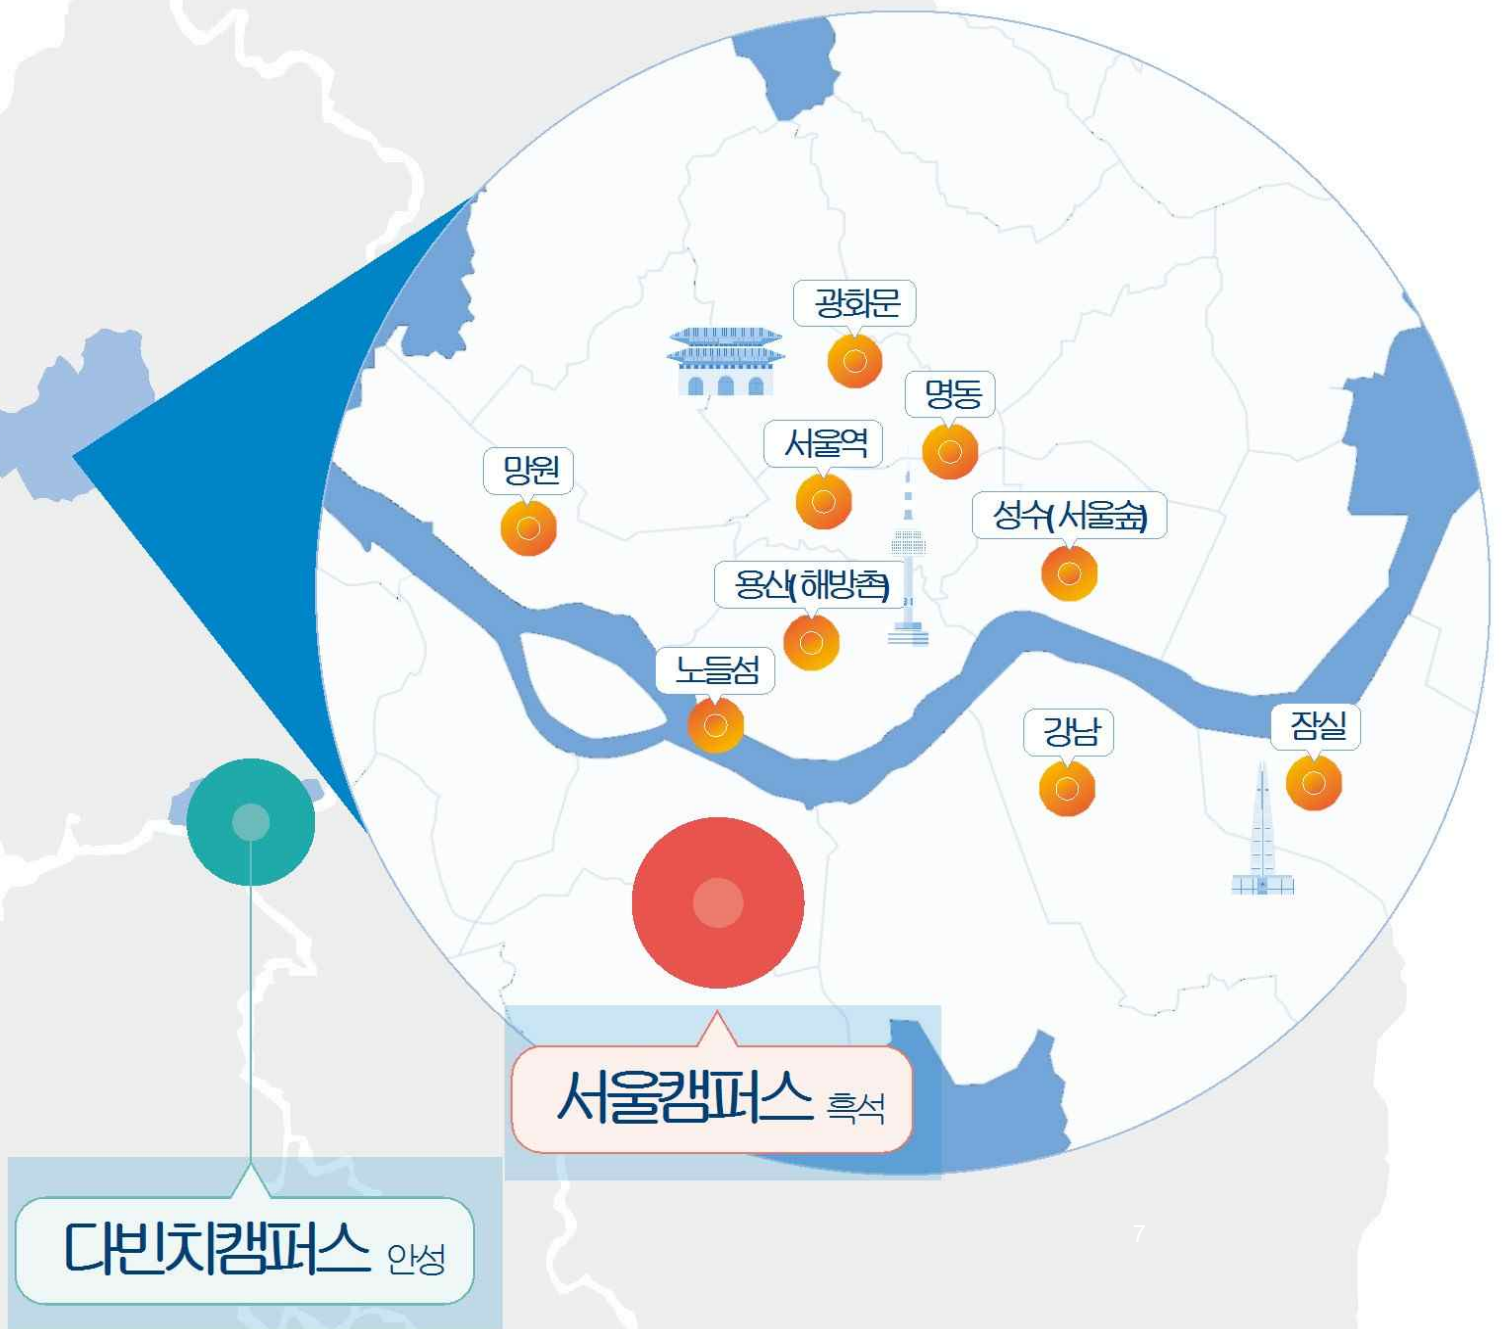 광화문
명동
서울역
망원
성수(서울숲)
용산(해방촌)
노들섬
강남
잠실
서울캠퍼스 흑석
다빈치캠퍼스 안성
7